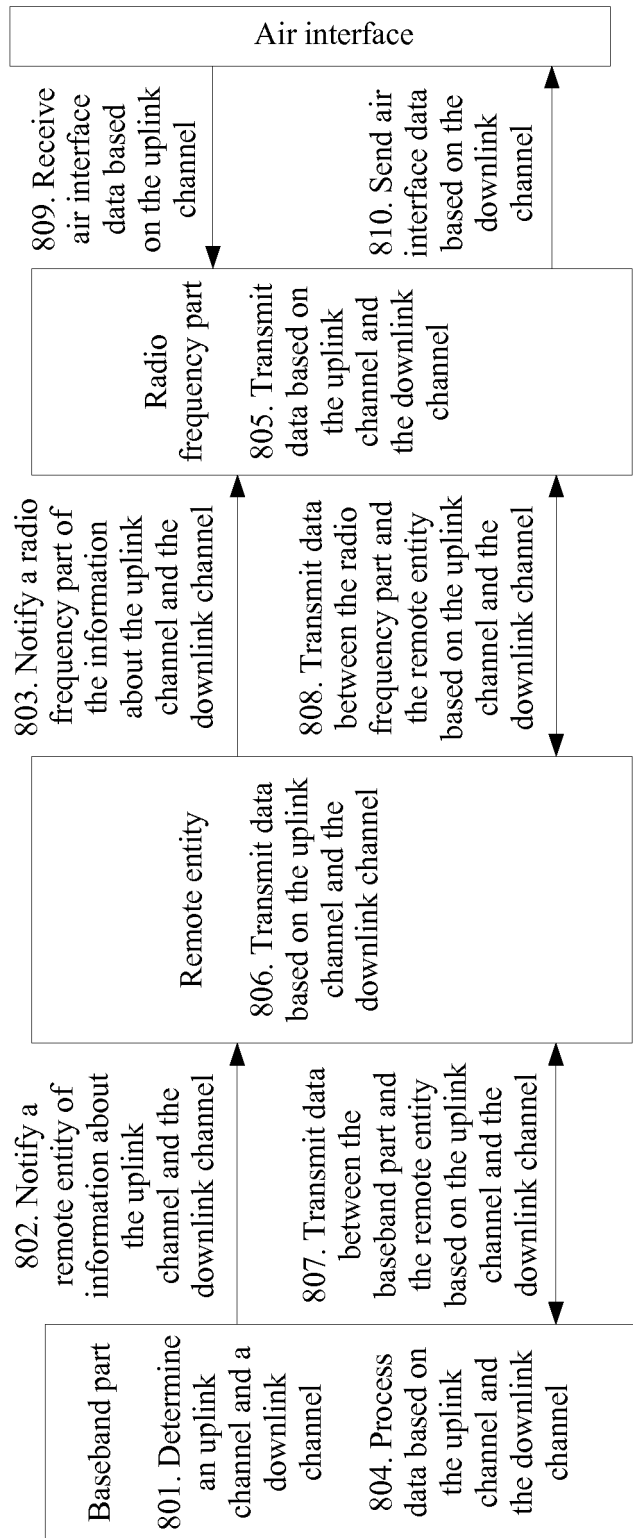 Baseband part
801. Determine
an uplink
channel and a
downlink
channel
804. Process
data based on
the uplink
channel and
the downlink
channel
802. Notify a
remote entity of
information about
the uplink
channel and the
downlink channel
807. Transmit data
between the
baseband part and
the remote entity
based on the uplink
channel and the
downlink channel
Remote entity
806. Transmit data
based on the uplink
channel and the
downlink channel
803. Notify a radio
frequency part of
the information
about the uplink
channel and the
downlink channel
808. Transmit data
between the radio
frequency part and
the remote entity
based on the uplink
channel and the
downlink channel
Radio
frequency part
805. Transmit
data based on
the uplink
channel and
the downlink
channel
809. Receive
air interface
data based
on the uplink
channel
810. Send air
interface data
based on the
downlink
channel
Air interface